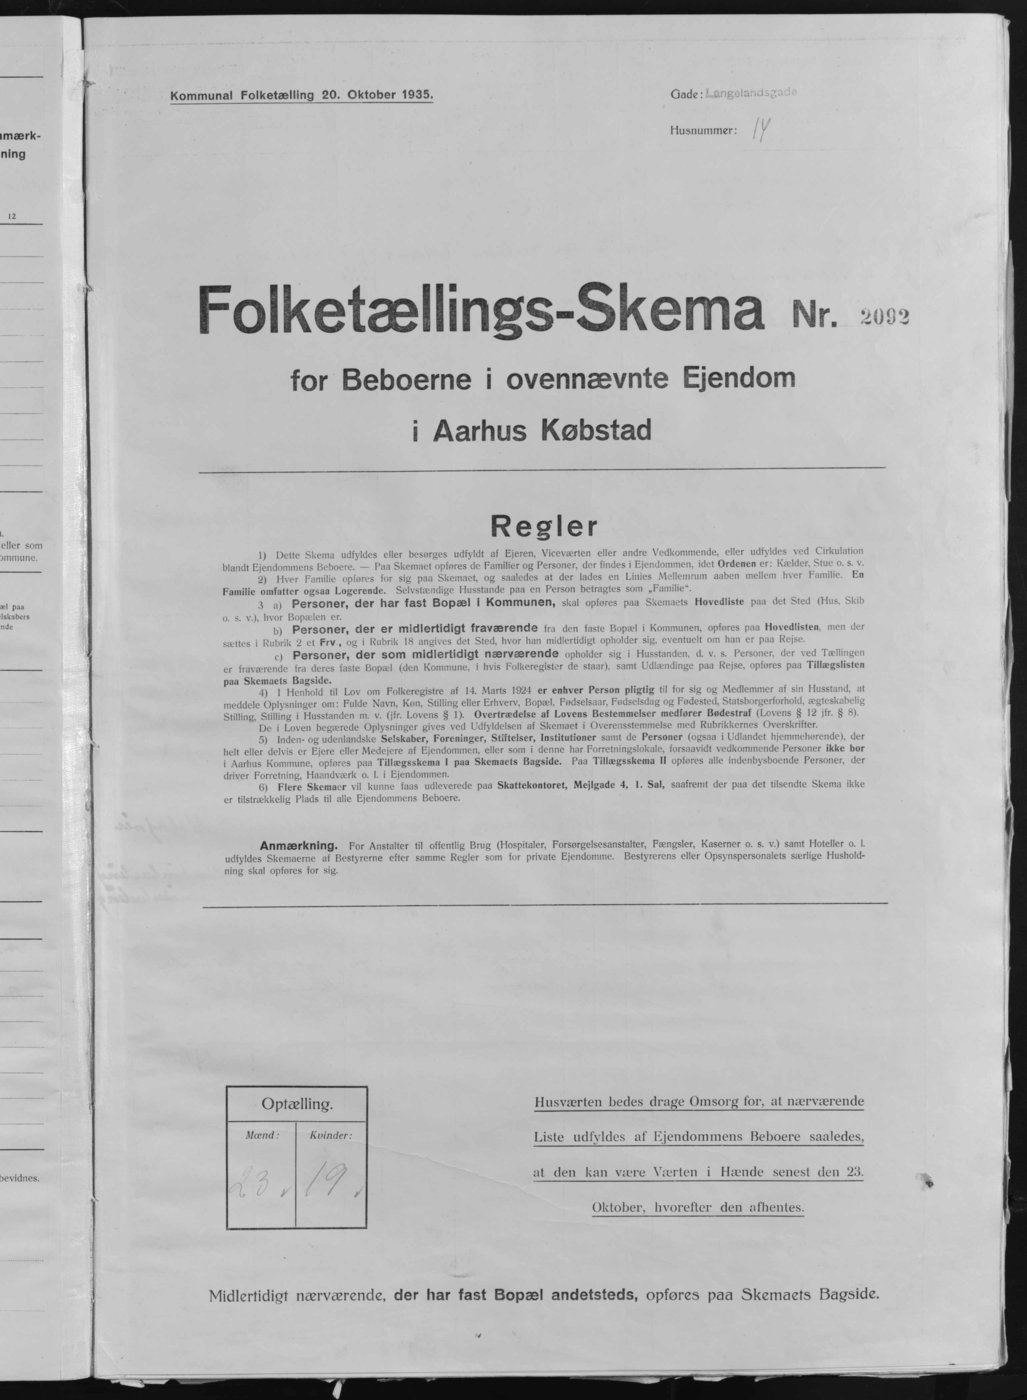 mærk-
ning
12
eller som
ommune.
æl paa
lskabers
nde
bevidnes.
Kommunal Folketælling 20. Oktober 1935.
Gade: Langelandsgade
Husnummer: 14
Folketællings-Skema Nr. 2092
for Beboerne i ovennævnte Ejendom
i Aarhus Købstad
Regler
1) Dette Skema udfyldes eller besørges udfyldt af Ejeren, Viceværten eller andre Vedkommende, eller udfyldes ved Cirkulation
blandt Ejendommens Beboere. — Paa Skemaet opføres de Familier og Personer, der findes i Ejendommen, idet Ordenen er: Kælder, Stue o. s. v.
2) Hver Familie opføres for sig paa Skemaet, og saaledes at der lades en Linies Mellemrum aaben mellem hver Familie. En
Familie omfatter ogsaa Logerende. Selvstændige Husstande paa en Person betragtes som „Familie“.
3 a) Personer, der har fast Bopæl i Kommunen, skal opføres paa Skemaets Hovedliste paa det Sted (Hus, Skib
o. s. v.), hvor Bopælen er.
b) Personer, der er midlertidigt fraværende fra den faste Bopæl i Kommunen, opføres paa Hovedlisten, men der
sættes i Rubrik 2 et Frv., og i Rubrik 18 angives det Sted, hvor han midlertidigt opholder sig, eventuelt om han er paa Rejse.
c) Personer, der som midlertidigt nærværende opholder sig i Husstanden, d. v. s. Personer, der ved Tællingen
er fraværende fra deres faste Bopæl (den Kommune, i hvis Folkeregister de staar), samt Udlændinge paa Rejse, opføres paa Tillægslisten
paa Skemaets Bagside.
4) I Henhold til Lov om Folkeregistre af 14. Marts 1924 er enhver Person pligtig til for sig og Medlemmer af sin Husstand, at
meddele Oplysninger om: Fulde Navn, Køn, Stilling eller Erhverv, Bopæl, Fødselsaar, Fødselsdag og Fødested, Statsborgerforhold, ægteskabelig
Stilling, Stilling i Husstanden m. v. (jfr. Lovens § 1). Overtrædelse af Lovens Bestemmelser medfører Bødestraf (Lovens § 12 jfr. § 8).
De i Loven begærede Oplysninger gives ved Udfyldelsen af Skemaet i Overensstemmelse med Rubrikkernes Overskrifter.
5) Inden- og udenlandske Selskaber, Foreninger, Stiftelser, Institutioner samt de Personer (ogsaa i Udlandet hjemmehørende), der
helt eller delvis er Ejere eller Medejere af Ejendommen, eller som i denne har Forretningslokale, forsaavidt vedkommende Personer ikke bor
i Aarhus Kommune, opføres paa Tillægsskema I paa Skemaets Bagside. Paa Tillægsskema II opføres alle indenbysboende Personer, der
driver Forretning, Haandværk o. l. i Ejendommen.
6) Flere Skemaer vil kunne faas udleverede paa Skattekontoret, Mejlgade 4, 1. Sal, saafremt der paa det tilsendte Skema ikke
er tilstrækkelig Plads til alle Ejendommens Beboere.
Anmærkning. For Anstalter til offentlig Brug (Hospitaler, Forsørgelsesanstalter, Fængsler, Kaserner o. s. v.) samt Hoteller o. l.
udfyldes Skemaerne af Bestyrerne efter samme Regler som for private Ejendomme. Bestyrerens eller Opsynspersonalets særlige Hushold-
ning skal opføres for sig.
Optælling.
Mænd: Kvinder:
23 19
Husværten bedes drage Omsorg for, at nærværende
Liste udfyldes af Ejendommens Beboere saaledes,
at den kan være Værten i Hænde senest den 23.
Oktober, hvorefter den afhentes.
Midlertidigt nærværende, der har fast Bopæl andetsteds, opføres paa Skemaets Bagside.